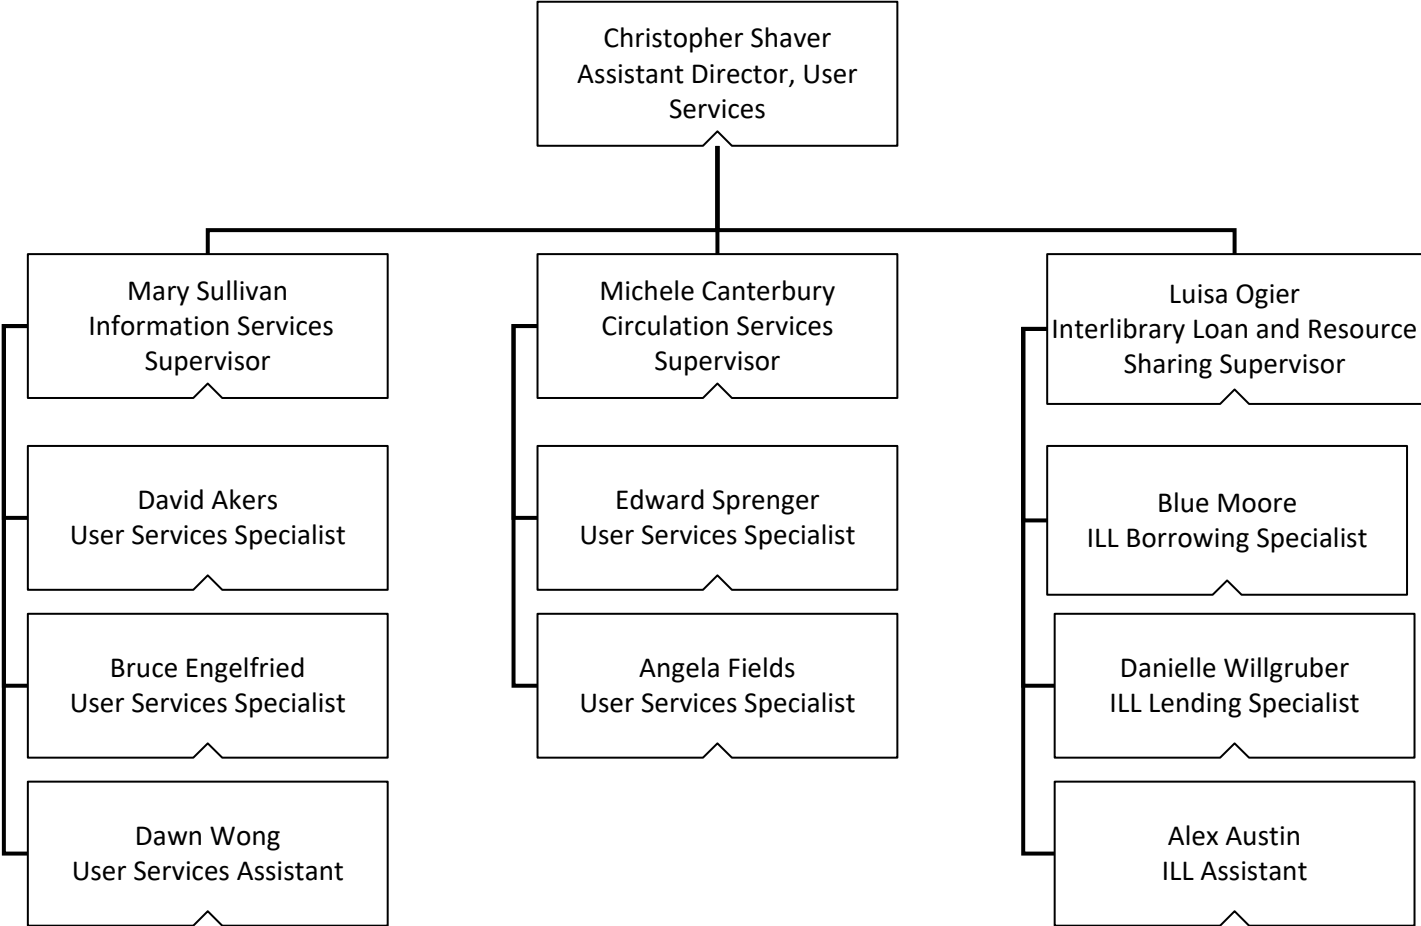 Christopher Shaver
Assistant Director, User
Services
Mary Sullivan
Information Services
Supervisor
David Akers
User Services Specialist
Bruce Engelfried
User Services Specialist
Dawn Wong
User Services Assistant
Michele Canterbury
Circulation Services
Supervisor
Edward Sprenger
User Services Specialist
Angela Fields
User Services Specialist
Luisa Ogier
Interlibrary Loan and Resource
Sharing Supervisor
Blue Moore
ILL Borrowing Specialist
Danielle Willgruber
ILL Lending Specialist
Alex Austin
ILL Assistant